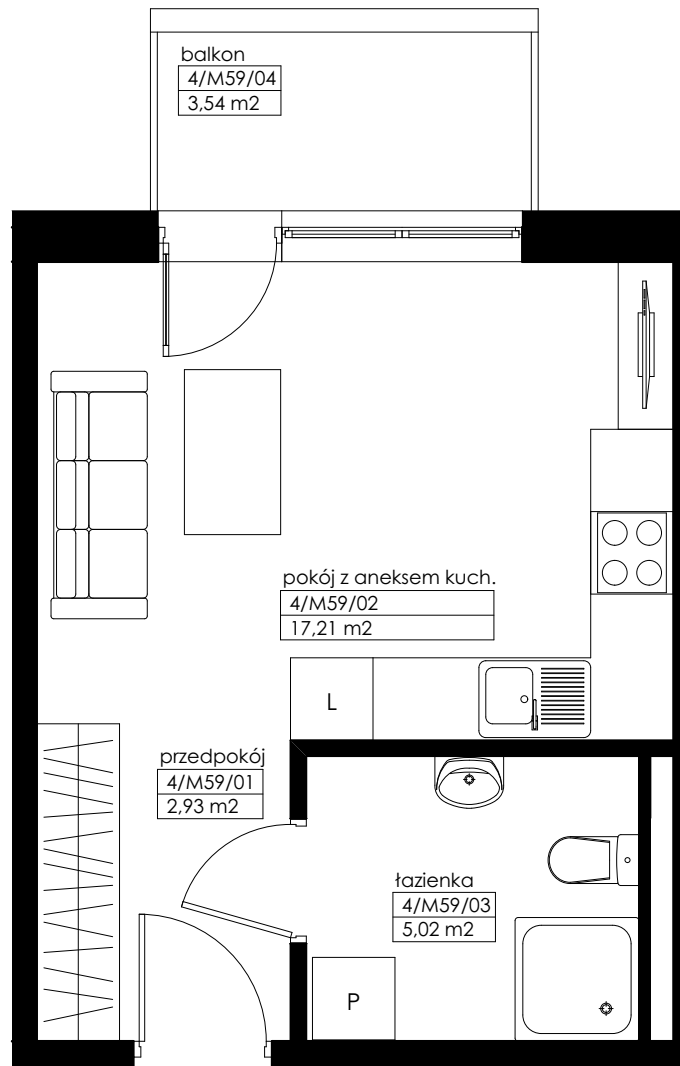 balkon
4/M59/04
3,54 m2
pokój z aneksem kuch.
4/M59/02
17,21 m2
L
przedpokój
4/M59/01
2,93 m2
łazienka
4/M59/03
5,02 m2
P